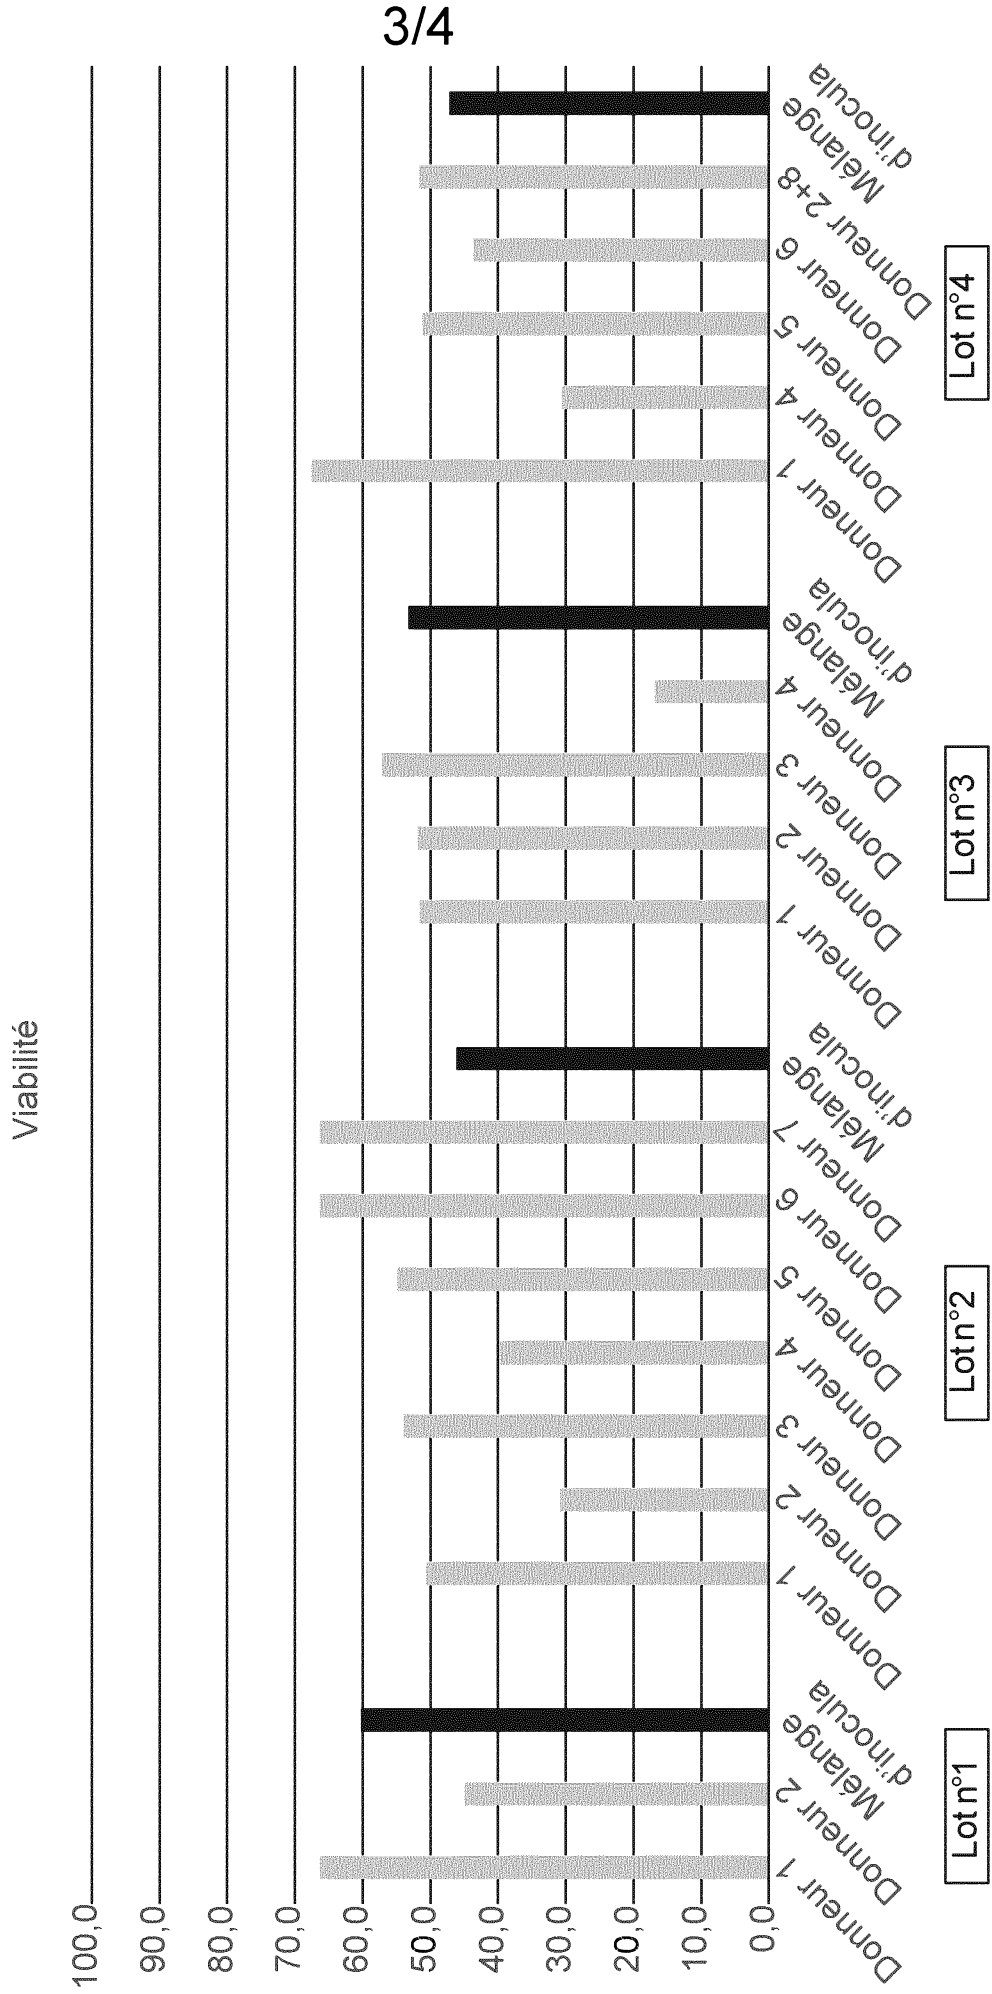 3/4
Viabilité
100,0
90,0
80,0
70,0
60,0
50,0
40,0
30,0
20,0
10,0
0,0
Donneur 1
Donneur 2
Mélange
d'inocula
Donneur 1
Donneur 2
Donneur 3
Donneur 4
Donneur 5
Donneur 6
Donneur 7
Mélange
d'inocula
Donneur 1
Donneur 2
Donneur 3
Donneur 4
Mélange
d'inocula
Donneur 1
Donneur 4
Donneur 5
Donneur 6
Donneur 2+8
Mélange
d'inocula
Lot n°1
Lot n°2
Lot n°3
Lot n°4